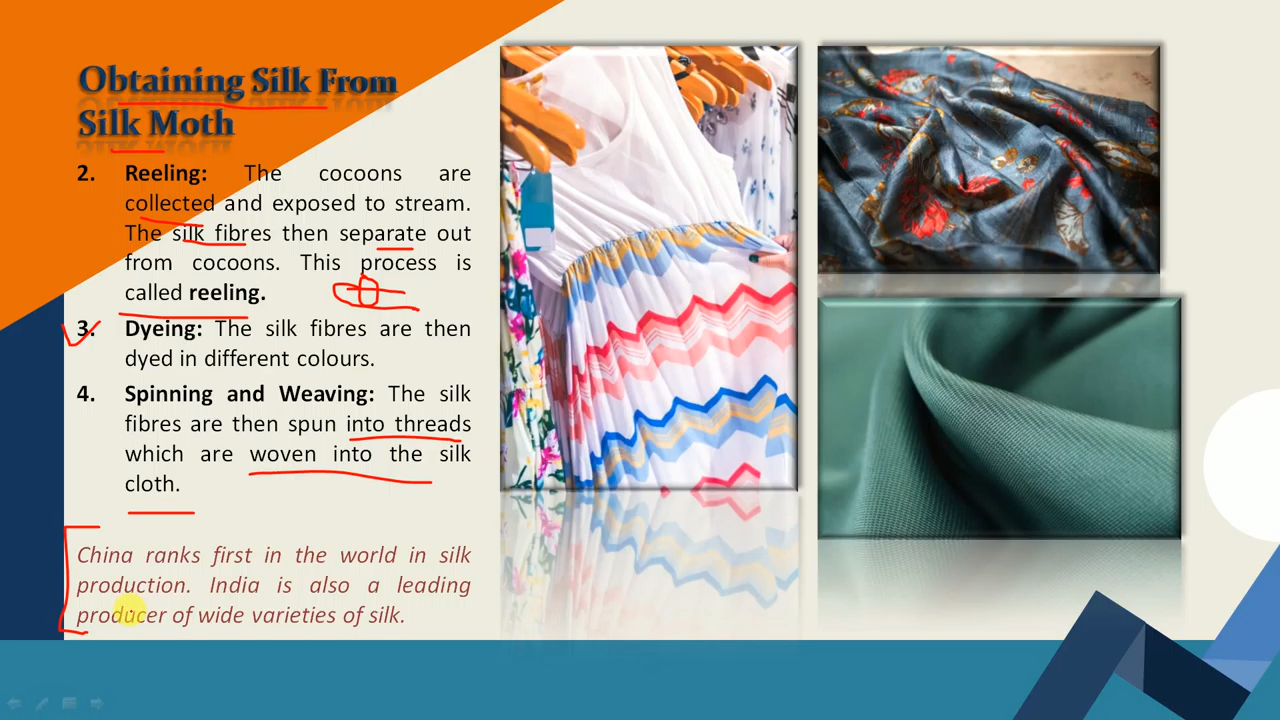 Obtaining Silk From
Silk Moth
2. Reeling: The cocoons are
collected and exposed to stream.
The silk fibres then separate out
from cocoons. This process is
called reeling.
3. Dyeing: The silk fibres are then
dyed in different colours.
4. Spinning and Weaving: The silk
fibres are then spun into threads
which are woven into the silk
cloth.
China ranks first in the world in silk
production. India is also a leading
producer of wide varieties of silk.